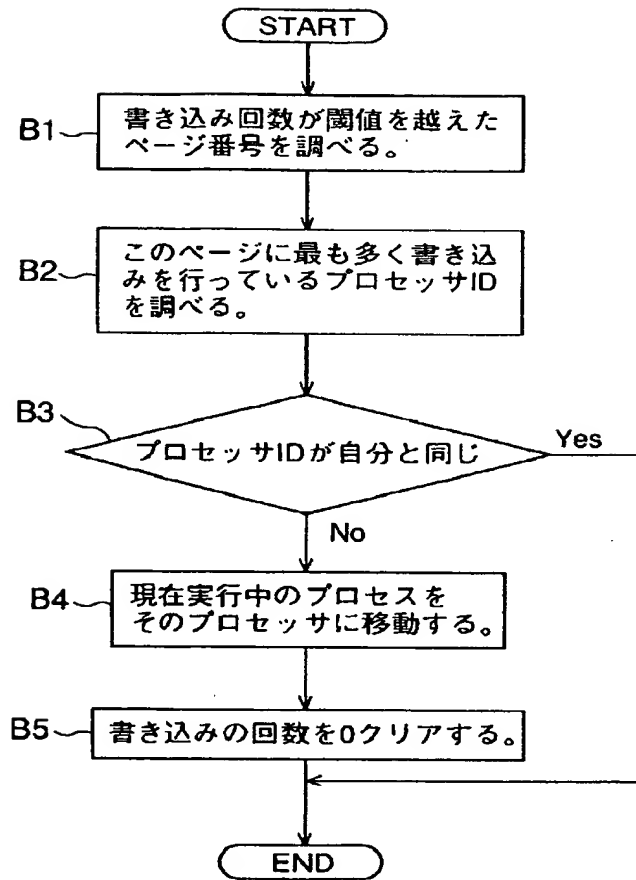 START
B1
書き込み回数が閾値を越えた
ページ番号を調べる。
B2
このページに最も多く書き込
みを行っているプロセッサID
を調べる。
B3
プロセッサIDが自分と同じ
Yes
No
B4
現在実行中のプロセスを
そのプロセッサに移動する。
B5
書き込みの回数を0クリアする。
END